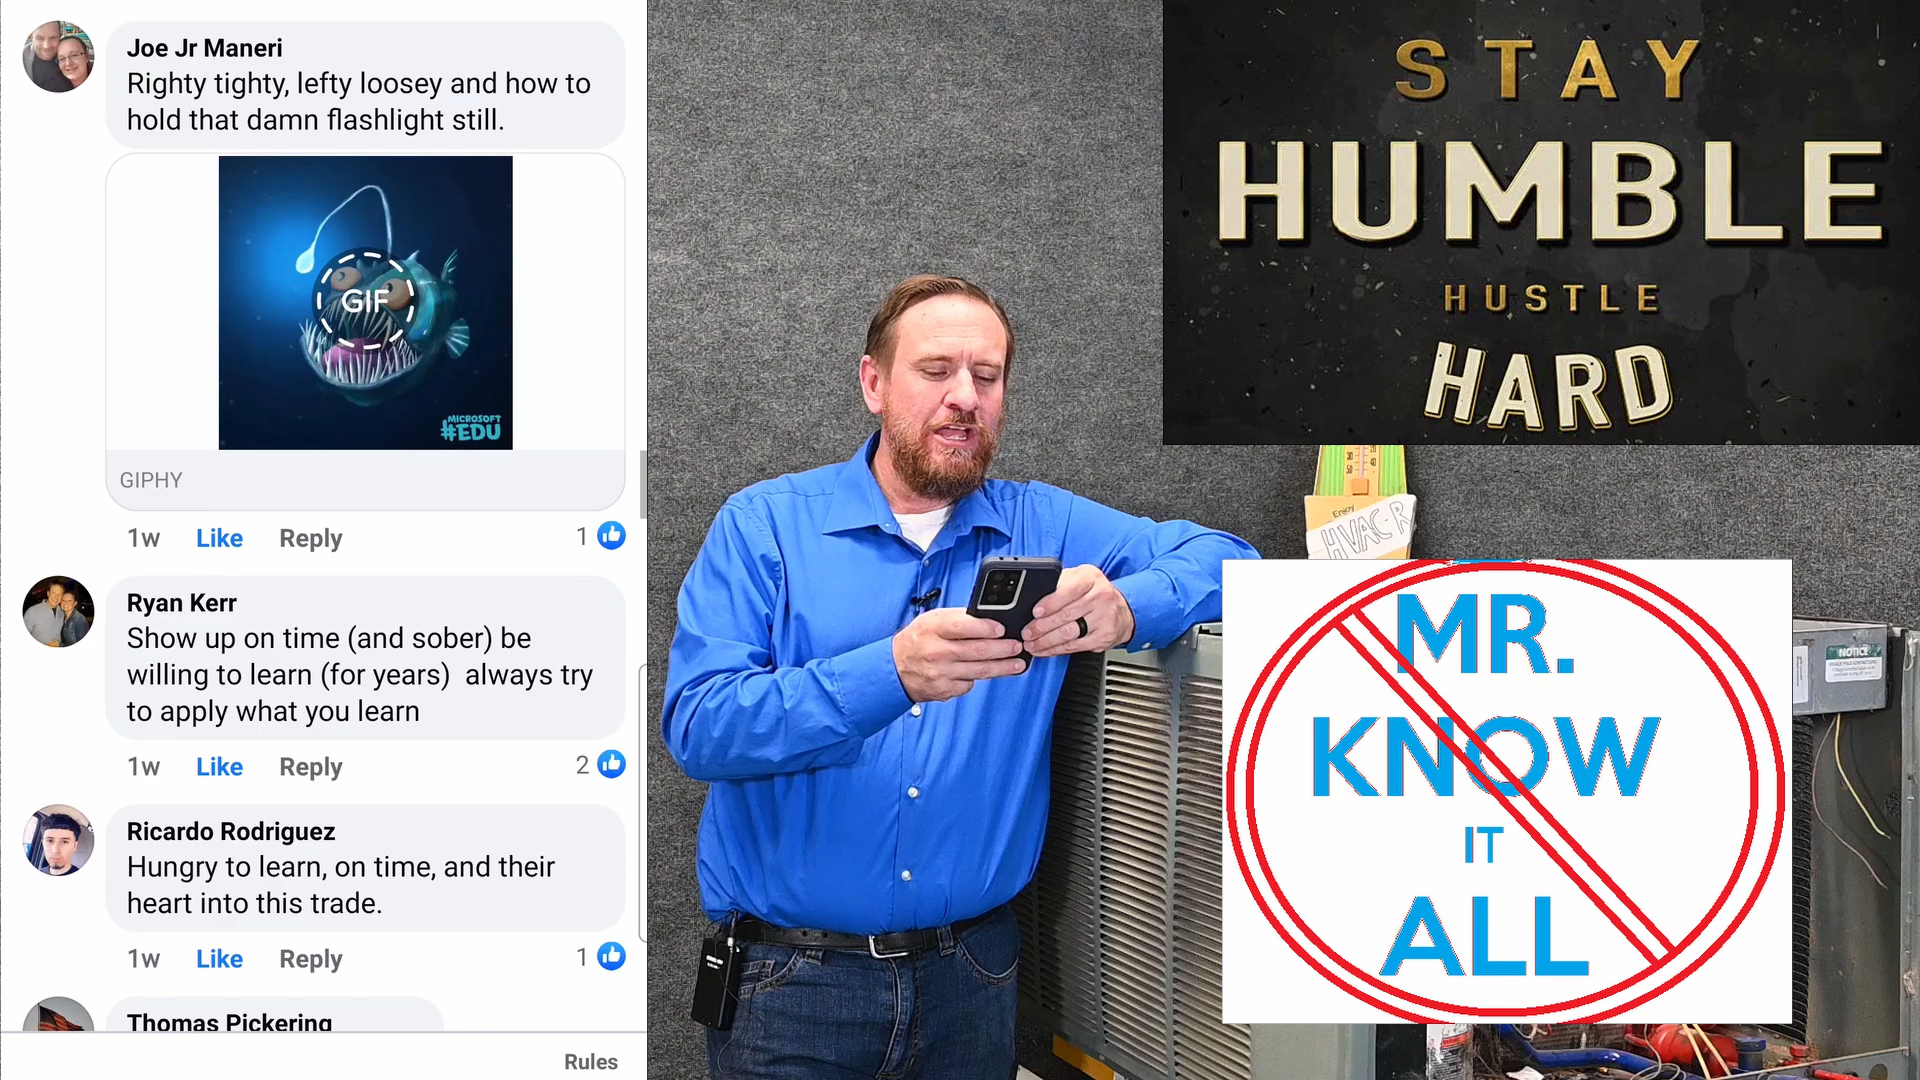 Joe Jr Maneri
Righty tighty, lefty loosey and how to
hold that damn flashlight still.
GIF
MICROSOFT
#EDU
GIPHY
1w Like Reply 1
Ryan Kerr
Show up on time (and sober) be
willing to learn (for years) always try
to apply what you learn
1w Like Reply 2
Ricardo Rodriguez
Hungry to learn, on time, and their
heart into this trade.
1w Like Reply 1
Thomas Pickering
Rules
STAY
HUMBLE
HUSTLE
HARD
Enjoy
HVAC-R
MR.
KNOW
IT
ALL
NOTICE